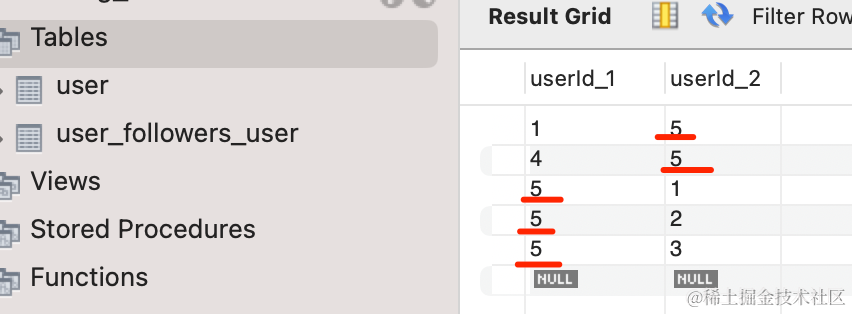 Tables
user
user_followers_user
Views
Stored Procedures
Functions
Result Grid Filter Row
userId_1 userId_2
1 5
4 5
5 1
5 2
5 3
NULL NULL
@稀土掘金技术社区